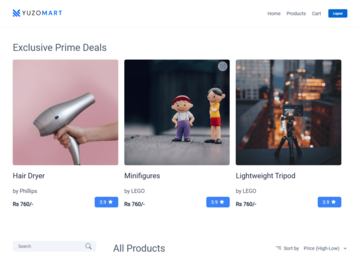 YUZOMART
Home Products Cart Logout
Exclusive Prime Deals
Hair Dryer
by Phillips
Rs 760/-
3.9 ★
Minifigures
by LEGO
Rs 760/-
3.9 ★
Lightweight Tripod
by LEGO
Rs 760/-
3.9 ★
Search
All Products
Sort by Price (High-Low)